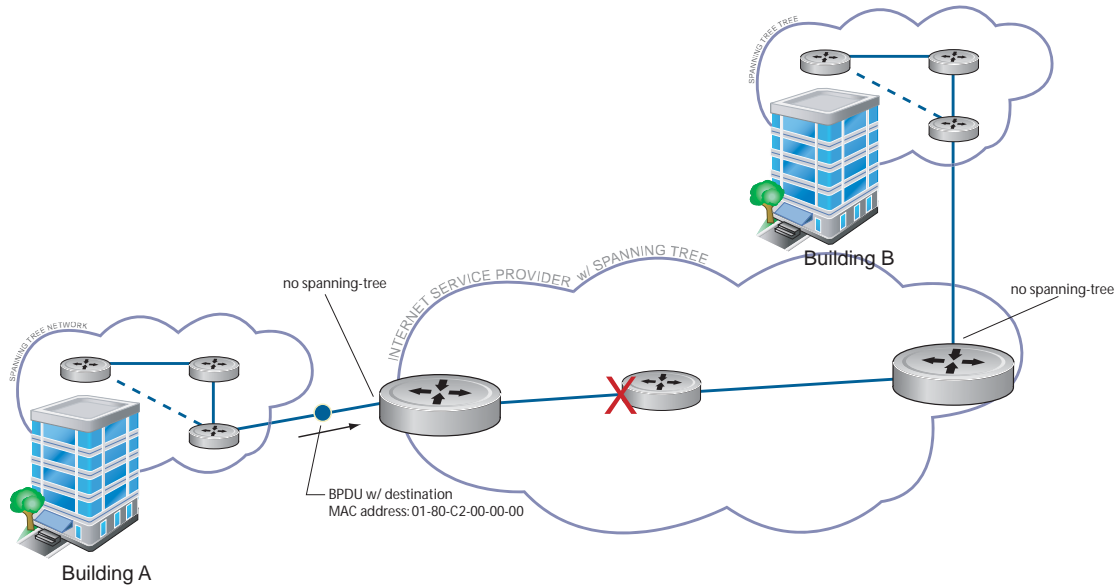 SPANNING TREE TREE
Building B
INTERNET SERVICE PROVIDER w/ SPANNING TREE
no spanning-tree
no spanning-tree
SPANNING TREE NETWORK
X
BPDU w/ destination
MAC address: 01-80-C2-00-00-00
Building A